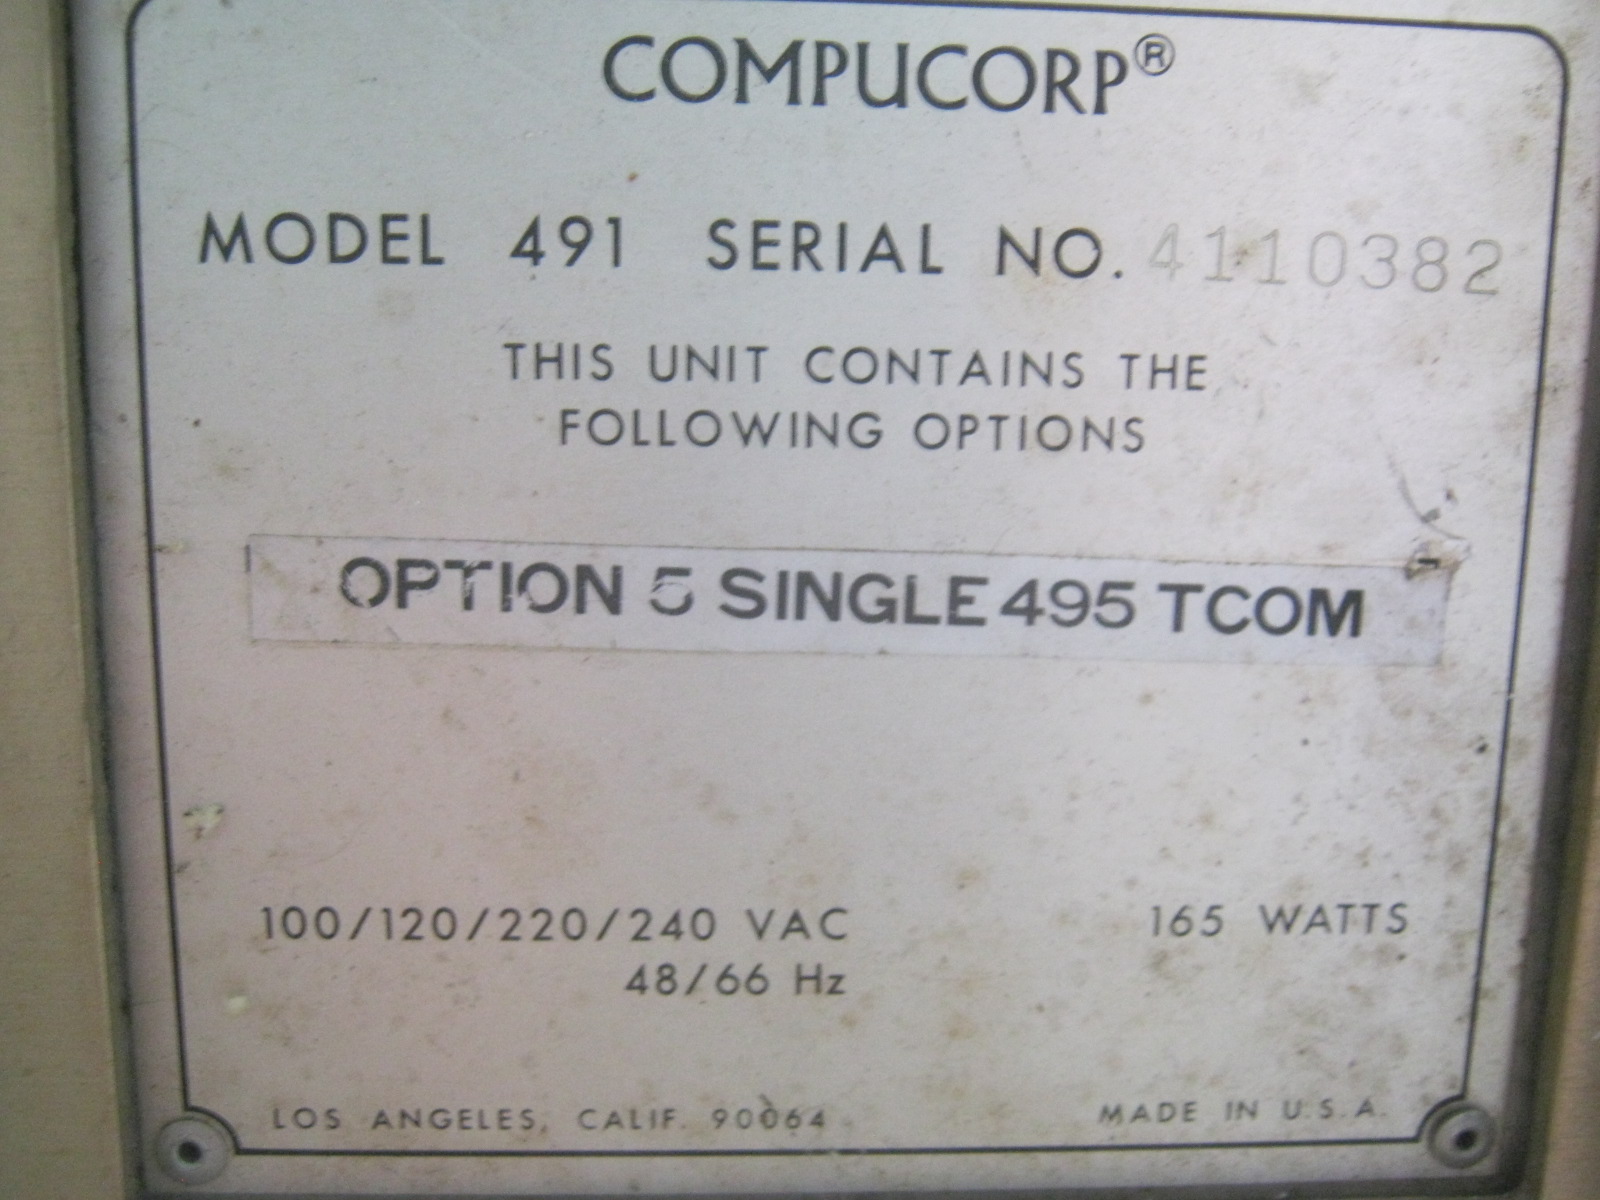 COMPUCORP®
MODEL 491 SERIAL NO. 4110382
THIS UNIT CONTAINS THE
FOLLOWING OPTIONS
OPTION 5 SINGLE 495 TCOM
100/120/220/240 VAC 165 WATTS
48/66 Hz
LOS ANGELES, CALIF. 90064 MADE IN U.S.A.